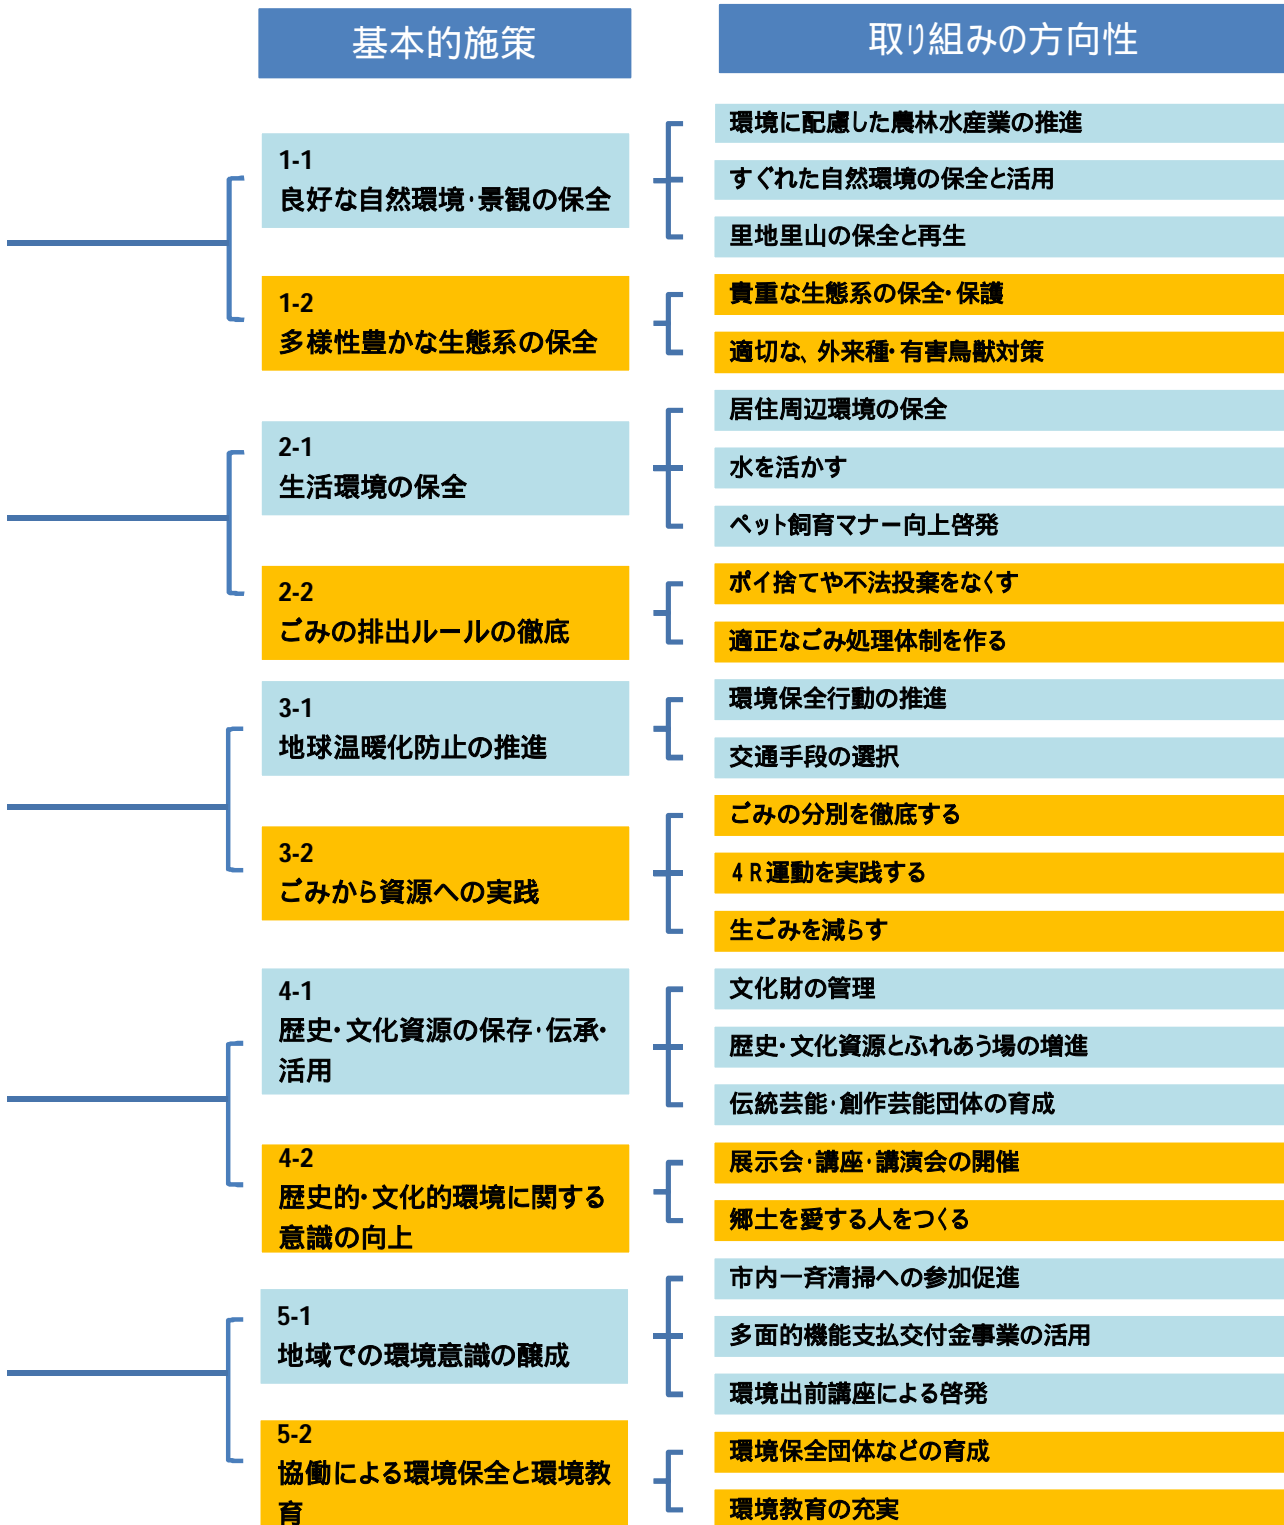 基本的施策
取り組みの方向性
1-1
良好な自然環境・景観の保全
環境に配慮した農林水産業の推進
すぐれた自然環境の保全と活用
里地里山の保全と再生
1-2
多様性豊かな生態系の保全
貴重な生態系の保全・保護
適切な、外来種・有害鳥獣対策
2-1
生活環境の保全
居住周辺環境の保全
水を活かす
ペット飼育マナー向上啓発
2-2
ごみの排出ルールの徹底
ポイ捨てや不法投棄をなくす
適正なごみ処理体制を作る
3-1
地球温暖化防止の推進
環境保全行動の推進
交通手段の選択
3-2
ごみから資源への実践
ごみの分別を徹底する
4R運動を実践する
生ごみを減らす
4-1
歴史・文化資源の保存・伝承・
活用
文化財の管理
歴史・文化資源とふれあう場の増進
伝統芸能・創作芸能団体の育成
4-2
歴史的・文化的環境に関する
意識の向上
展示会・講座・講演会の開催
郷土を愛する人をつくる
5-1
地域での環境意識の醸成
市内一斉清掃への参加促進
多面的機能支払交付金事業の活用
環境出前講座による啓発
5-2
協働による環境保全と環境教
育
環境保全団体などの育成
環境教育の充実